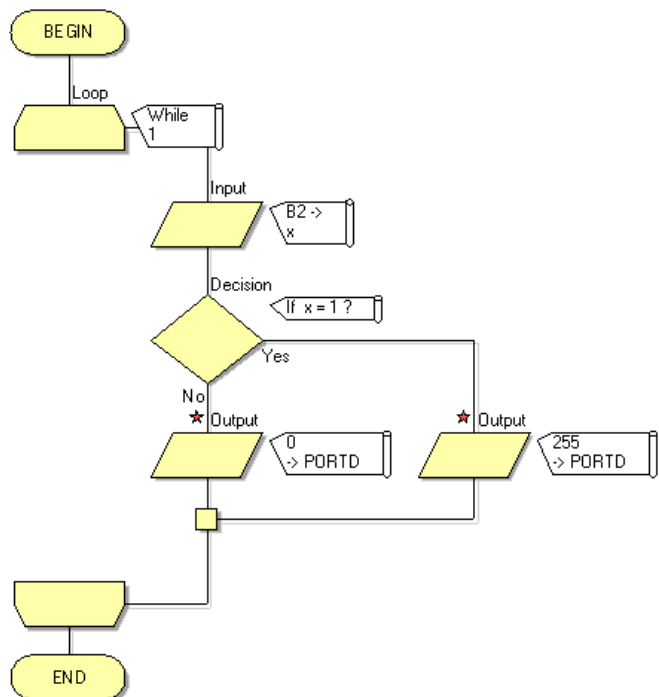 BEGIN
Loop
While
1
Input
B2 ->
x
Decision
If x = 1 ?
Yes
No
Output
0
-> PORTD
Output
255
-> PORTD
END